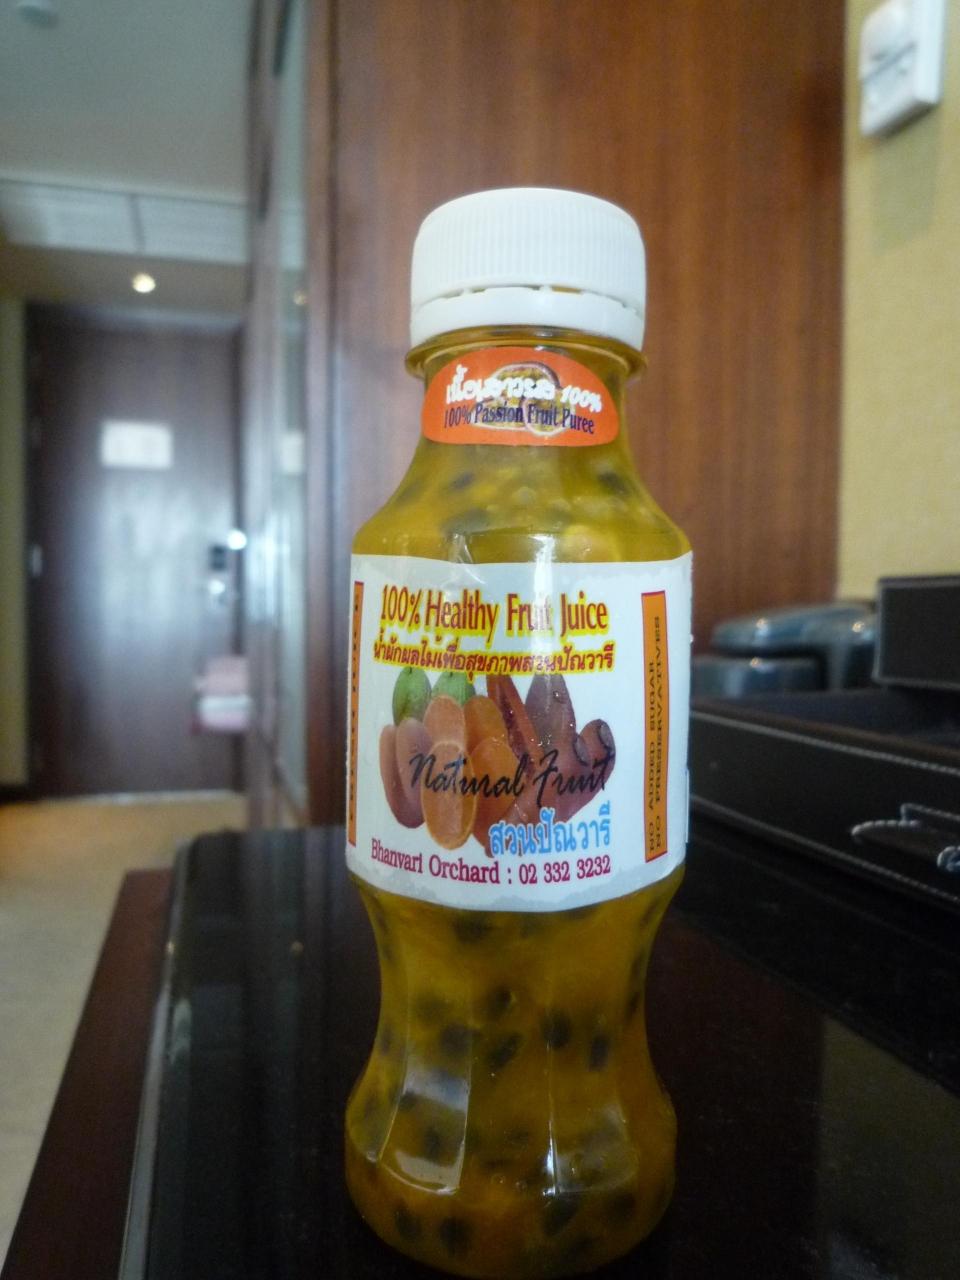 เนื้อเสาวรส 100%
100% Passion Fruit Puree
100% Healthy Fruit Juice
น้ำผักผลไม้เพื่อสุขภาพสวนปัณวารี
Natural Fruit
สวนปัณวารี
Bhanvari Orchard : 02 332 3232
NO ADDED SUGAR
NO PRESERVATIVES